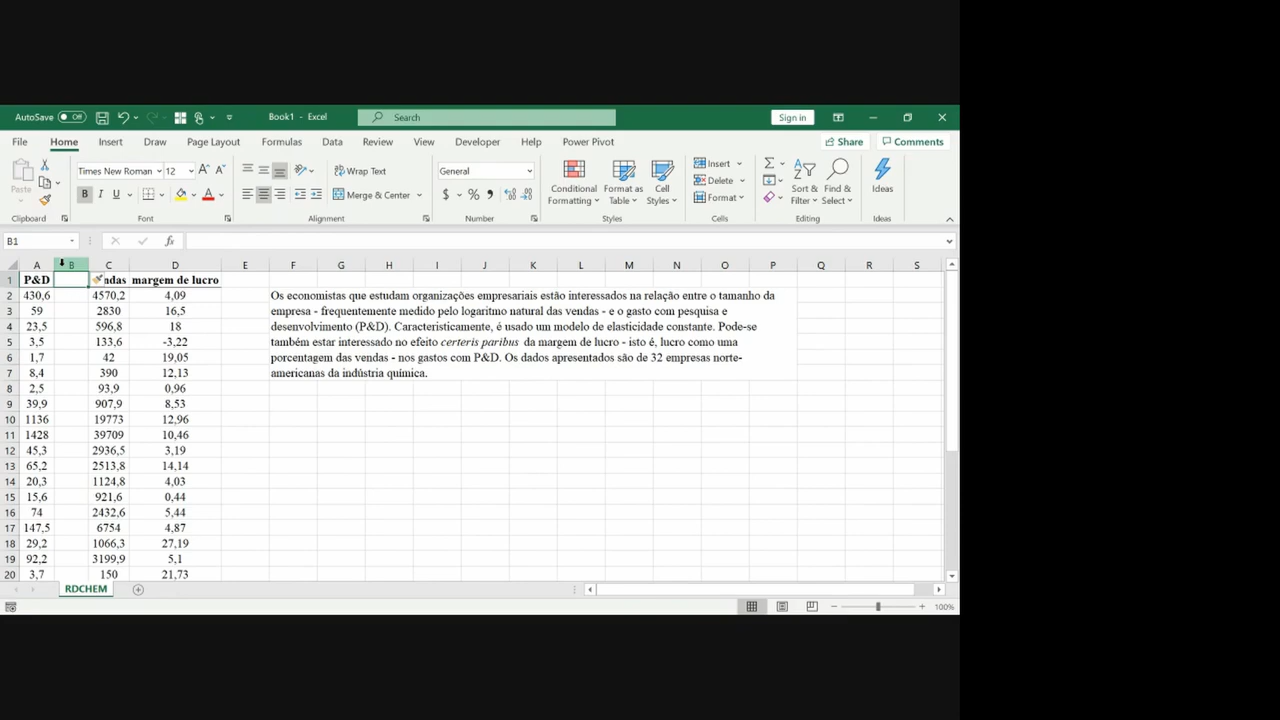 AutoSave Off Book1 - Excel Search Sign in
File Home Insert Draw Page Layout Formulas Data Review View Developer Help Power Pivot Share Comments
Paste Times New Roman 12 Wrap Text General Conditional Formatting Format as Table Cell Styles Insert Sort & Filter Find & Select Ideas
B I U Merge & Center $ % Delete
Format
Clipboard Font Alignment Number Styles Cells Editing Ideas
B1 fx
A B C D E F G H I J K L M N O P Q R S
1 P&D ndas margem de lucro
2 430,6 4570,2 4,09 Os economistas que estudam organizações empresariais estão interessados na relação entre o tamanho da
3 59 2830 16,5 empresa - frequentemente medido pelo logaritmo natural das vendas - e o gasto com pesquisa e
4 23,5 596,8 18 desenvolvimento (P&D). Caracteristicamente, é usado um modelo de elasticidade constante. Pode-se
5 3,5 133,6 -3,22 também estar interessado no efeito certeris paribus da margem de lucro - isto é, lucro como uma
6 1,7 42 19,05 porcentagem das vendas - nos gastos com P&D. Os dados apresentados são de 32 empresas norte-
7 8,4 390 12,13 americanas da indústria química.
8 2,5 93,9 0,96
9 39,9 907,9 8,53
10 1136 19773 12,96
11 1428 39709 10,46
12 45,3 2936,5 3,19
13 65,2 2513,8 14,14
14 20,3 1124,8 4,03
15 15,6 921,6 0,44
16 74 2432,6 5,44
17 147,5 6754 4,87
18 29,2 1066,3 27,19
19 92,2 3199,9 5,1
20 3,7 150 21,73
RDCHEM
100%